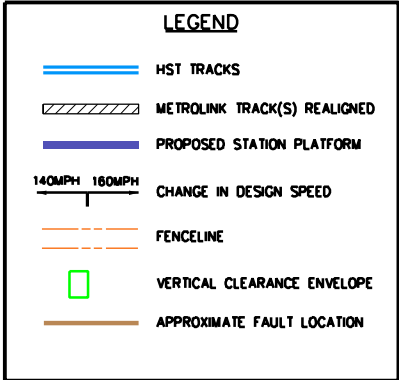 LEGEND
HST TRACKS
METROLINK TRACK(S) REALIGNED
PROPOSED STATION PLATFORM
140MPH 160MPH
CHANGE IN DESIGN SPEED
FENCELINE
VERTICAL CLEARANCE ENVELOPE
APPROXIMATE FAULT LOCATION